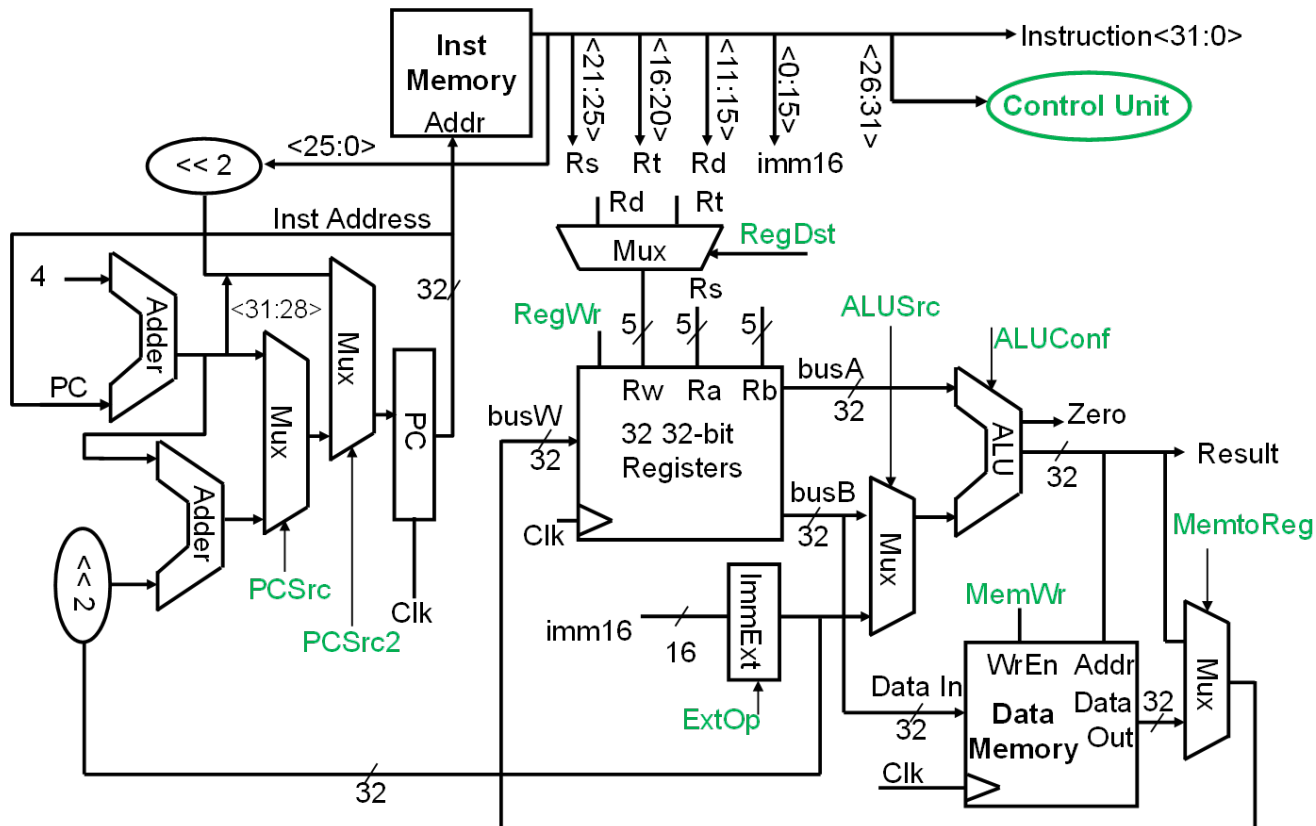 Inst
Memory
Addr
<21:25>
<16:20>
<11:15>
<0:15>
<26:31>
Instruction<31:0>
Control Unit
<25:0>
<< 2
Rs
Rt
Rd
imm16
Inst Address
Rd
Rt
Mux
RegDst
4
Adder
<31:28>
Mux
32
Rs
RegWr
5
5
5
ALUSrc
ALUConf
PC
Mux
PC
busW
32
Rw
Ra
Rb
32 32-bit
Registers
Clk
busA
32
busB
32
ALU
Zero
32
Result
Adder
<< 2
PCSrc
PCSrc2
Clk
Mux
MemtoReg
imm16
16
ImmExt
ExtOp
MemWr
WrEn
Addr
Data In
32
Data
Memory
Data
Out
32
Mux
Clk
32